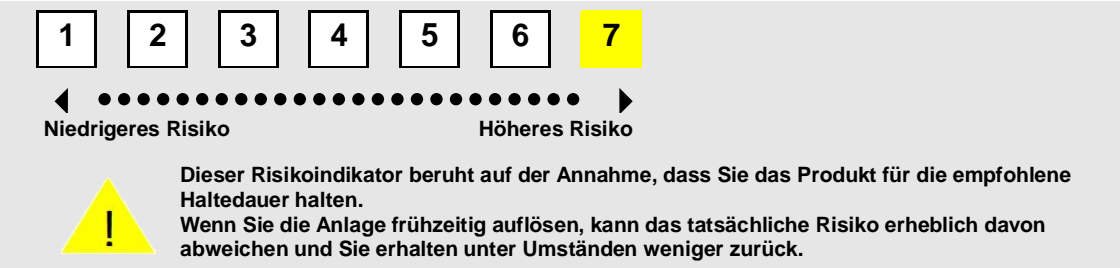 1 2 3 4 5 6 7
Niedrigeres Risiko Höheres Risiko
Dieser Risikoindikator beruht auf der Annahme, dass Sie das Produkt für die empfohlene
Haltedauer halten.
Wenn Sie die Anlage frühzeitig auflösen, kann das tatsächliche Risiko erheblich davon
abweichen und Sie erhalten unter Umständen weniger zurück.
!